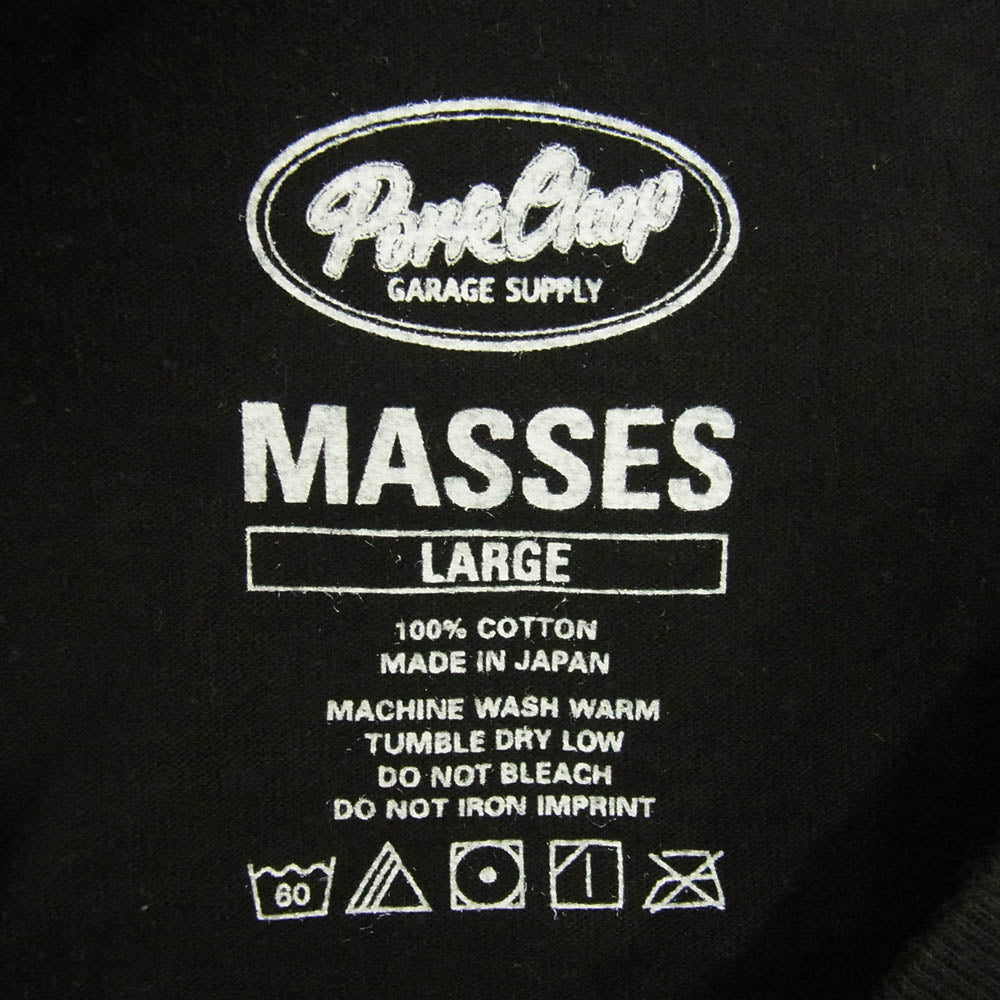 PorkChop
GARAGE SUPPLY
MASSES
LARGE
100% COTTON
MADE IN JAPAN
MACHINE WASH WARM
TUMBLE DRY LOW
DO NOT BLEACH
DO NOT IRON IMPRINT
60